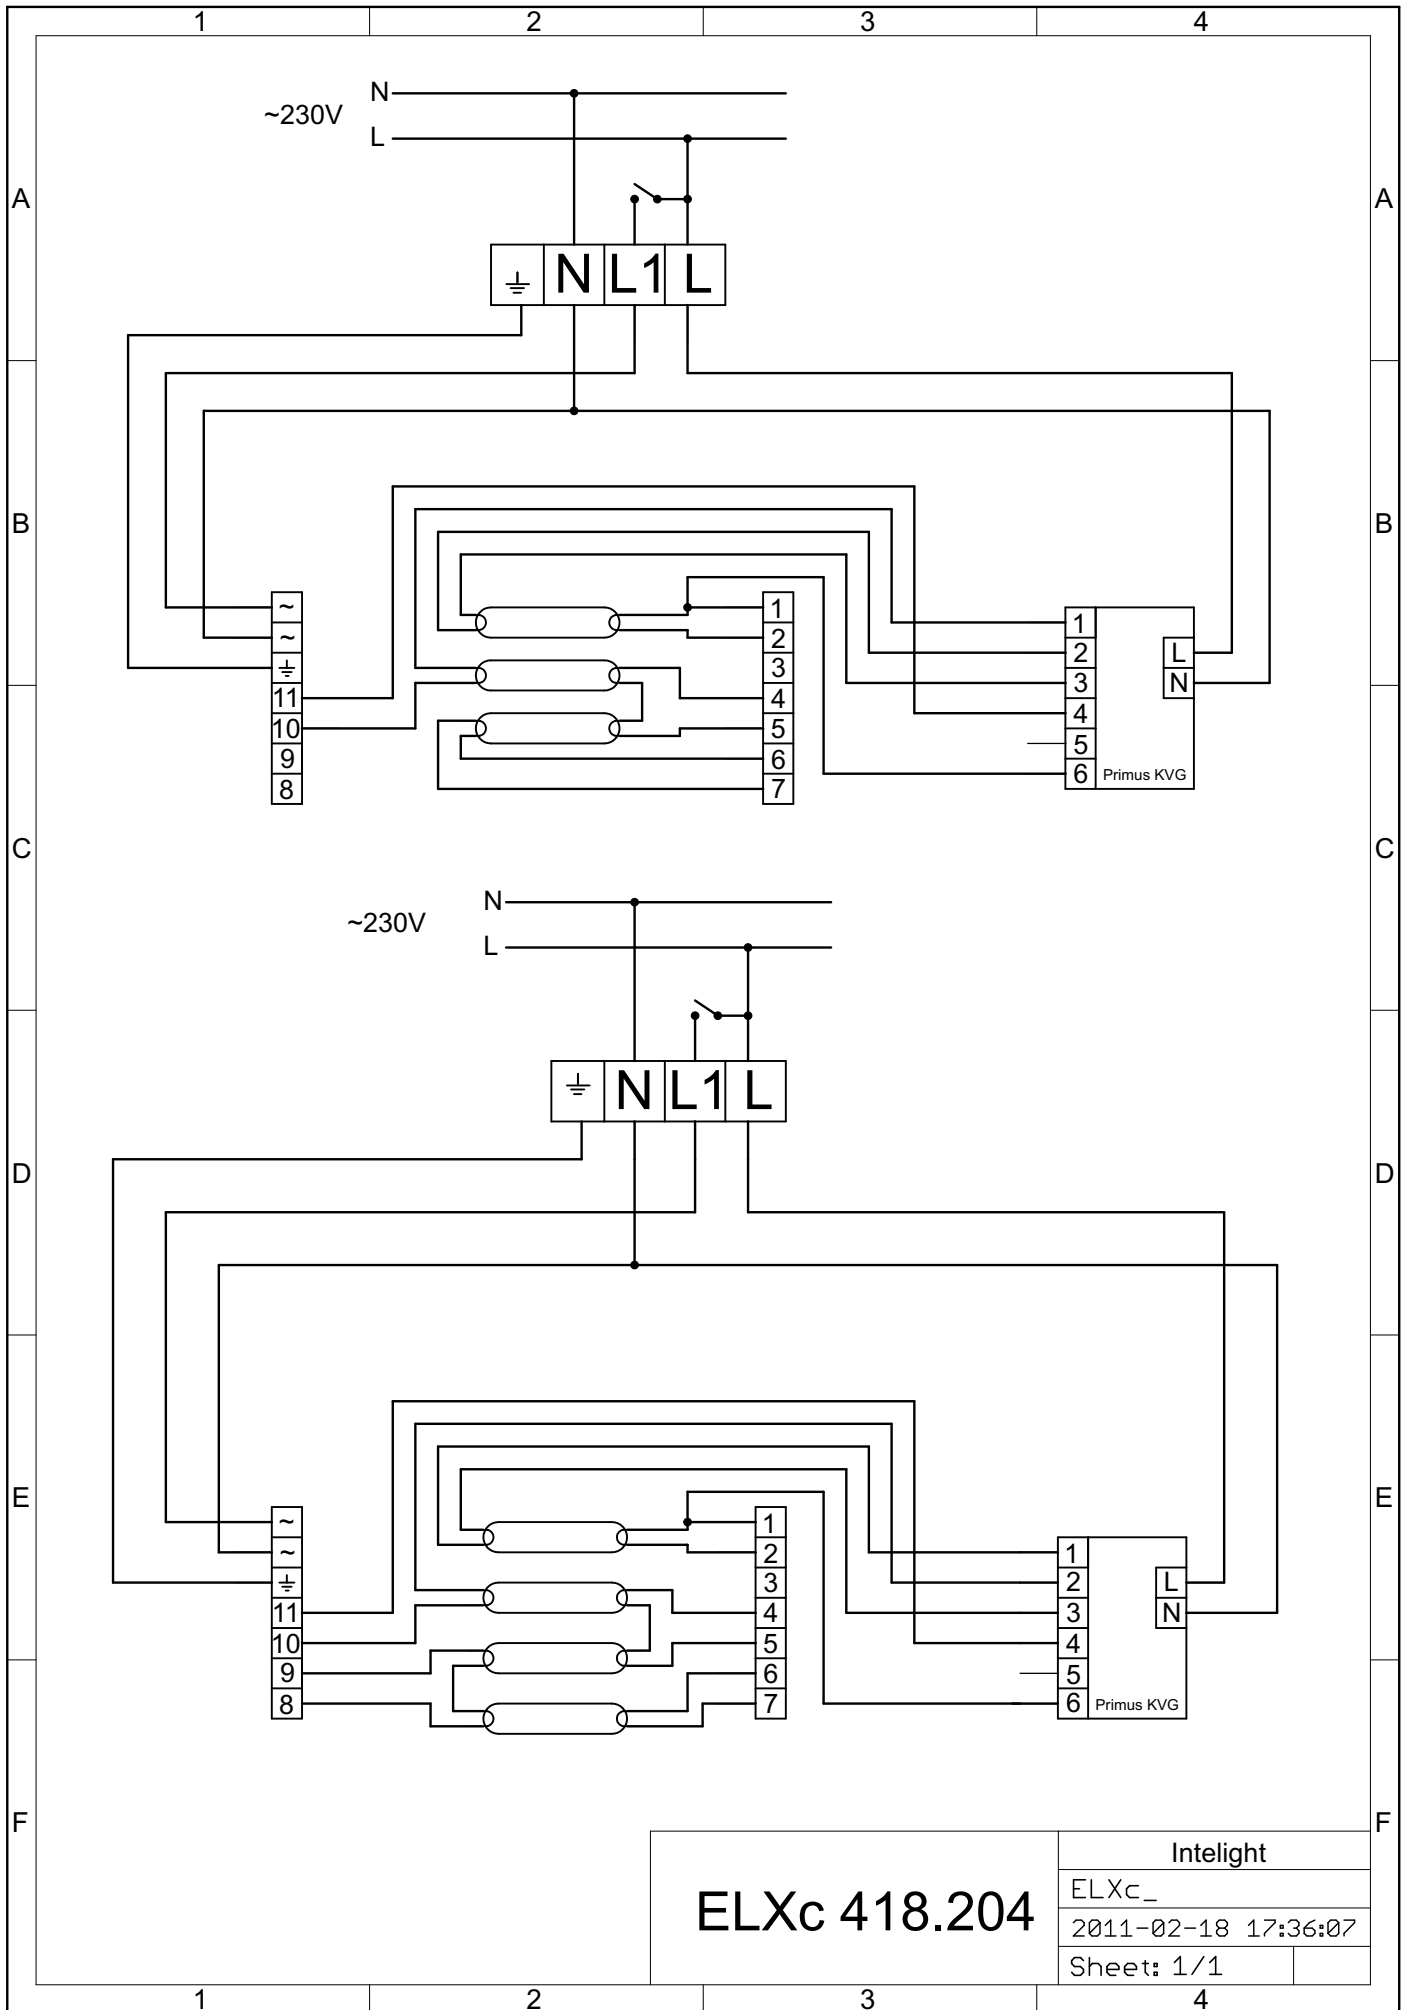 1 2 3 4
N
~230V
L
A A
N L1 L
B B
~ 1
~ 2
3
11 4
10 5
9 6
8 7
1
2 L
3 N
4
5
6 Primus KVG
C C
N
~230V
L
N L1 L
D D
E E
~ 1
~ 2
3
11 4
10 5
9 6
8 7
1
2 L
3 N
4
5
6 Primus KVG
F F
ELXc 418.204
Intelight
ELXc_
2011-02-18 17:36:07
Sheet: 1/1
1 2 3 4